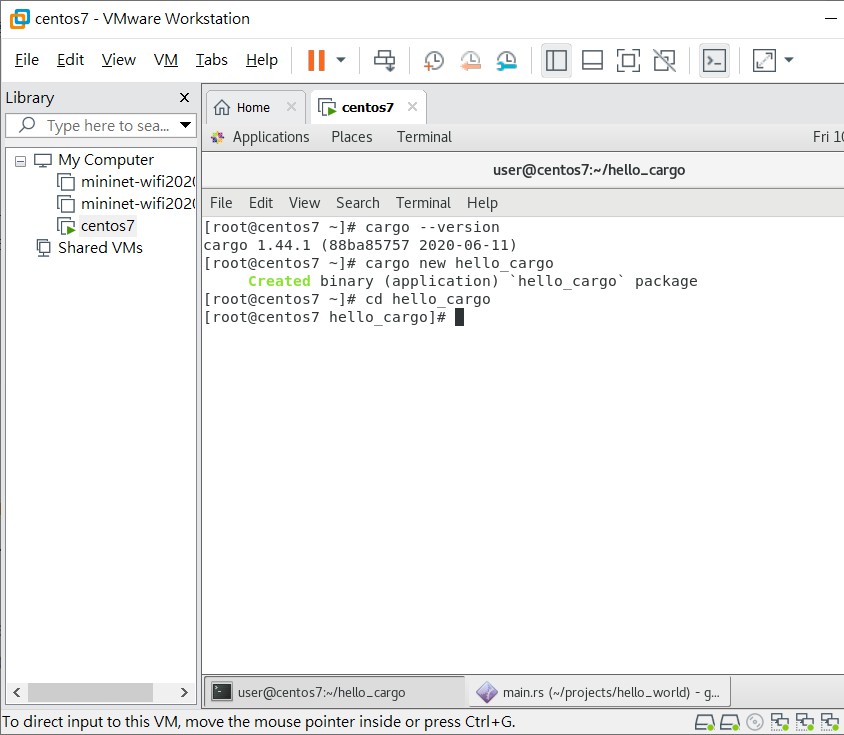 centos7 - VMware Workstation
File Edit View VM Tabs Help
Library
Type here to sea...
My Computer
mininet-wifi202
mininet-wifi202
centos7
Shared VMs
Home
centos7
Applications Places Terminal
Fri 10
user@centos7:~/hello_cargo
File Edit View Search Terminal Help
[root@centos7 ~]# cargo --version
cargo 1.44.1 (88ba85757 2020-06-11)
[root@centos7 ~]# cargo new hello_cargo
Created binary (application) `hello_cargo` package
[root@centos7 ~]# cd hello_cargo
[root@centos7 hello_cargo]#
user@centos7:~/hello_cargo
main.rs (~/projects/hello_world) - g...
To direct input to this VM, move the mouse pointer inside or press Ctrl+G.